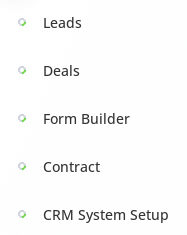 Leads
Deals
Form Builder
Contract
CRM System Setup